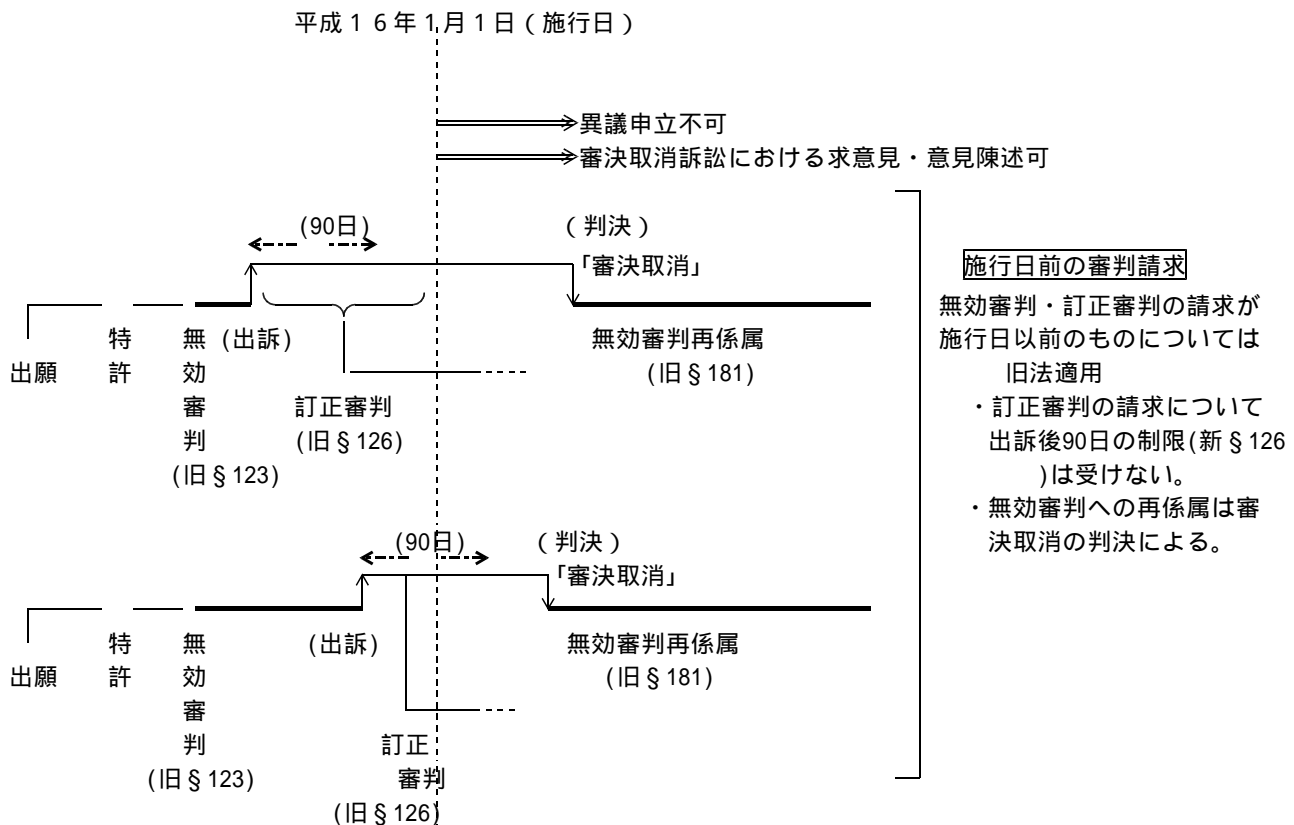 平成１６年１月１日（施行日）
異議申立不可
審決取消訴訟における求意見・意見陳述可
(90日)
（判決）
「審決取消」
出願
特許
無効審判
(旧§123)
(出訴)
訂正審判
(旧§126)
無効審判再係属
(旧§181)
(90日)
（判決）
「審決取消」
出願
特許
無効審判
(旧§123)
(出訴)
訂正
審判
(旧§126)
無効審判再係属
(旧§181)
施行日前の審判請求
無効審判・訂正審判の請求が
施行日以前のものについては
旧法適用
・訂正審判の請求について
出訴後90日の制限(新§126
)は受けない。
・無効審判への再係属は審
決取消の判決による。